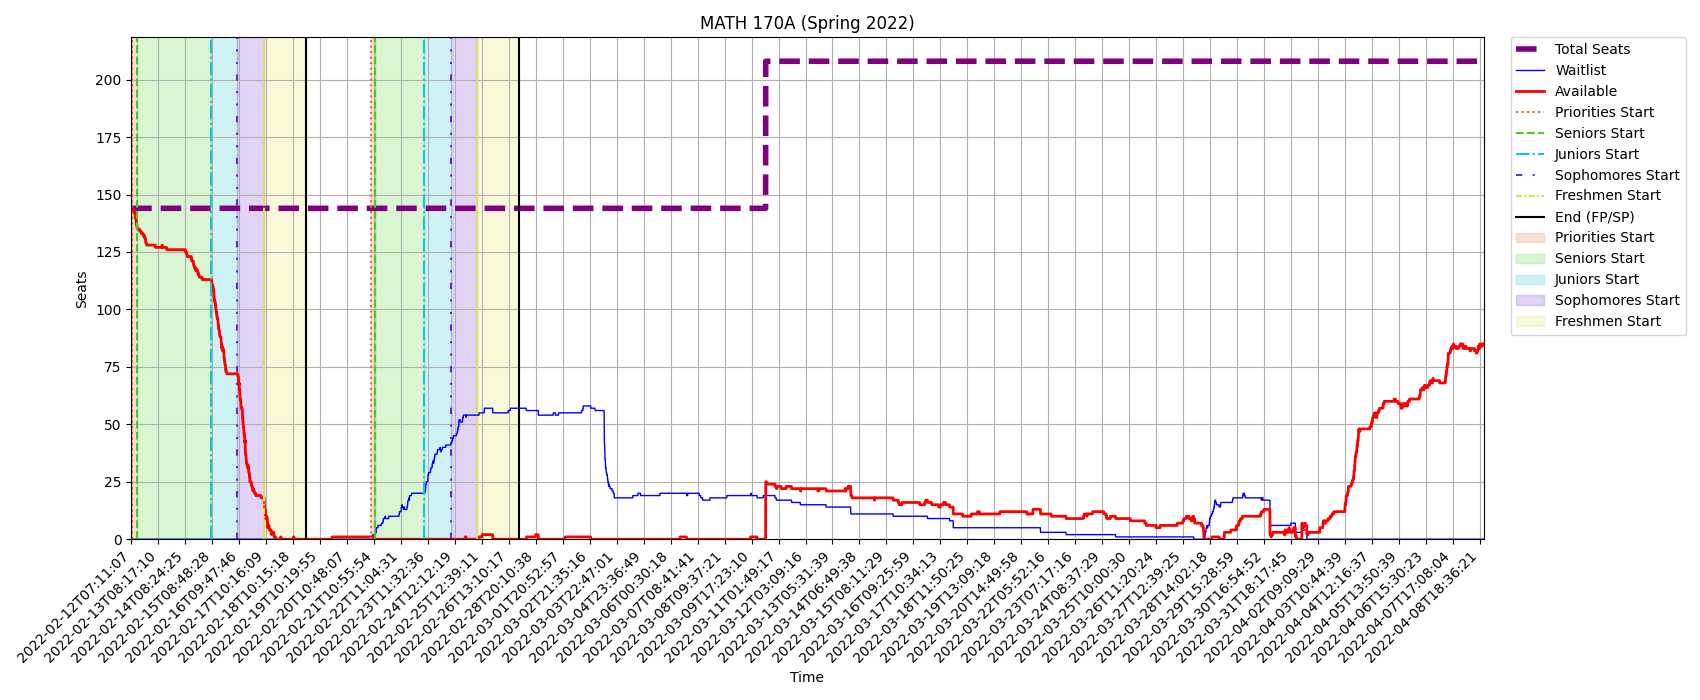 MATH 170A (Spring 2022)
Seats
200
175
150
125
100
75
50
25
0
2022-02-12T07:11:07
2022-02-13T08:17:10
2022-02-14T08:24:25
2022-02-15T08:48:28
2022-02-16T09:47:46
2022-02-17T10:16:09
2022-02-18T10:15:18
2022-02-19T10:19:55
2022-02-20T10:48:07
2022-02-21T10:55:54
2022-02-22T11:04:31
2022-02-23T11:32:36
2022-02-24T12:12:19
2022-02-25T12:39:11
2022-02-26T13:10:17
2022-02-28T20:10:38
2022-03-01T20:52:57
2022-03-02T21:35:16
2022-03-03T22:47:01
2022-03-04T23:36:49
2022-03-06T00:30:18
2022-03-07T08:41:41
2022-03-08T09:37:21
2022-03-09T17:23:10
2022-03-11T01:49:17
2022-03-12T03:09:16
2022-03-13T05:31:39
2022-03-14T06:49:38
2022-03-15T08:11:29
2022-03-16T09:25:59
2022-03-17T10:34:13
2022-03-18T11:50:25
2022-03-19T13:09:18
2022-03-20T14:49:58
2022-03-22T05:52:16
2022-03-23T07:17:16
2022-03-24T08:37:29
2022-03-25T10:00:30
2022-03-26T11:20:24
2022-03-27T12:39:25
2022-03-28T14:02:18
2022-03-29T15:28:59
2022-03-30T16:54:52
2022-03-31T18:17:45
2022-04-02T09:09:29
2022-04-03T10:44:39
2022-04-04T12:16:37
2022-04-05T13:50:39
2022-04-06T15:30:23
2022-04-07T17:08:04
2022-04-08T18:36:21
Time
Total Seats
Waitlist
Available
Priorities Start
Seniors Start
Juniors Start
Sophomores Start
Freshmen Start
End (FP/SP)
Priorities Start
Seniors Start
Juniors Start
Sophomores Start
Freshmen Start